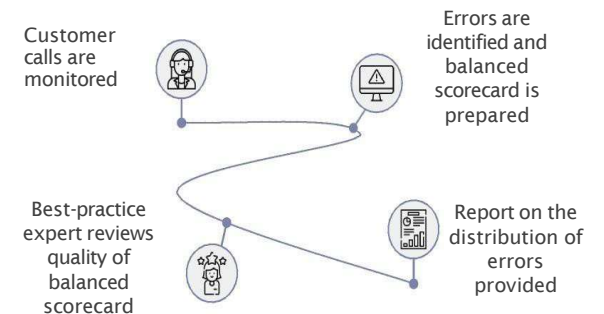 Customer
calls are
monitored
Errors are
identified and
balanced
scorecard is
prepared
Best-practice
expert reviews
quality of
balanced
scorecard
Report on the
distribution of
errors
provided